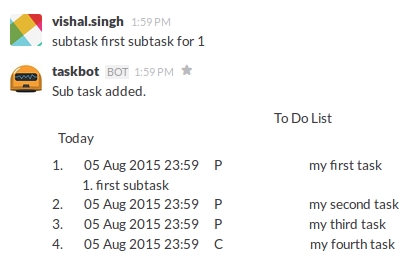 vishal.singh 1:59 PM
subtask first subtask for 1
taskbot BOT 1:59 PM
Sub task added.
To Do List
Today
1. 05 Aug 2015 23:59 P my first task
1. first subtask
2. 05 Aug 2015 23:59 P my second task
3. 05 Aug 2015 23:59 P my third task
4. 05 Aug 2015 23:59 C my fourth task